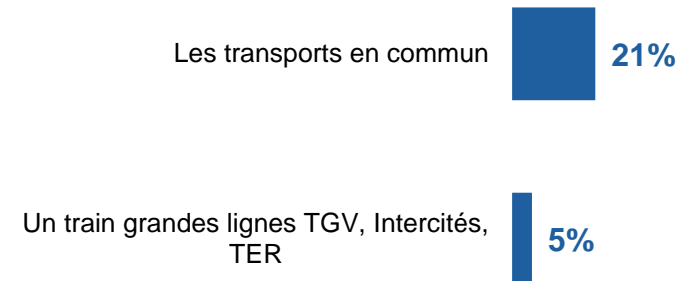 Les transports en commun 21%
Un train grandes lignes TGV, Intercités,
TER
5%